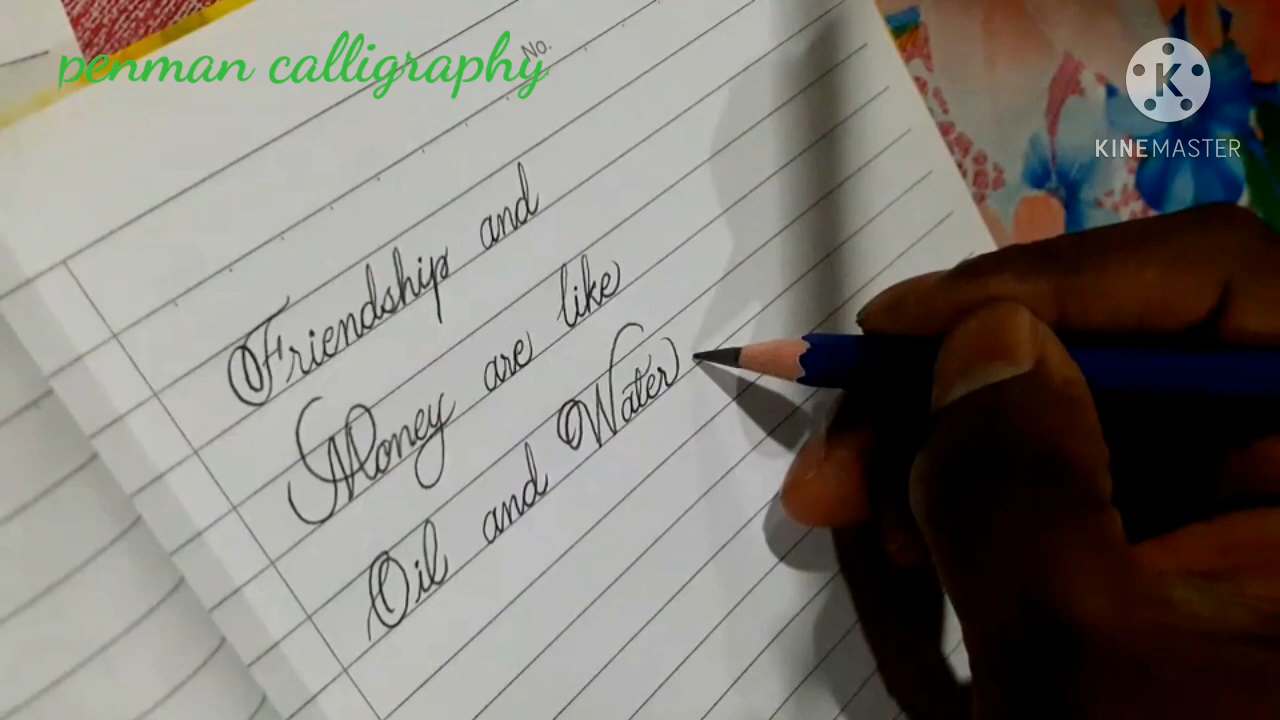 penman calligraphy
No.
K
KINEMASTER
Friendship and
Money are like
Oil and Water